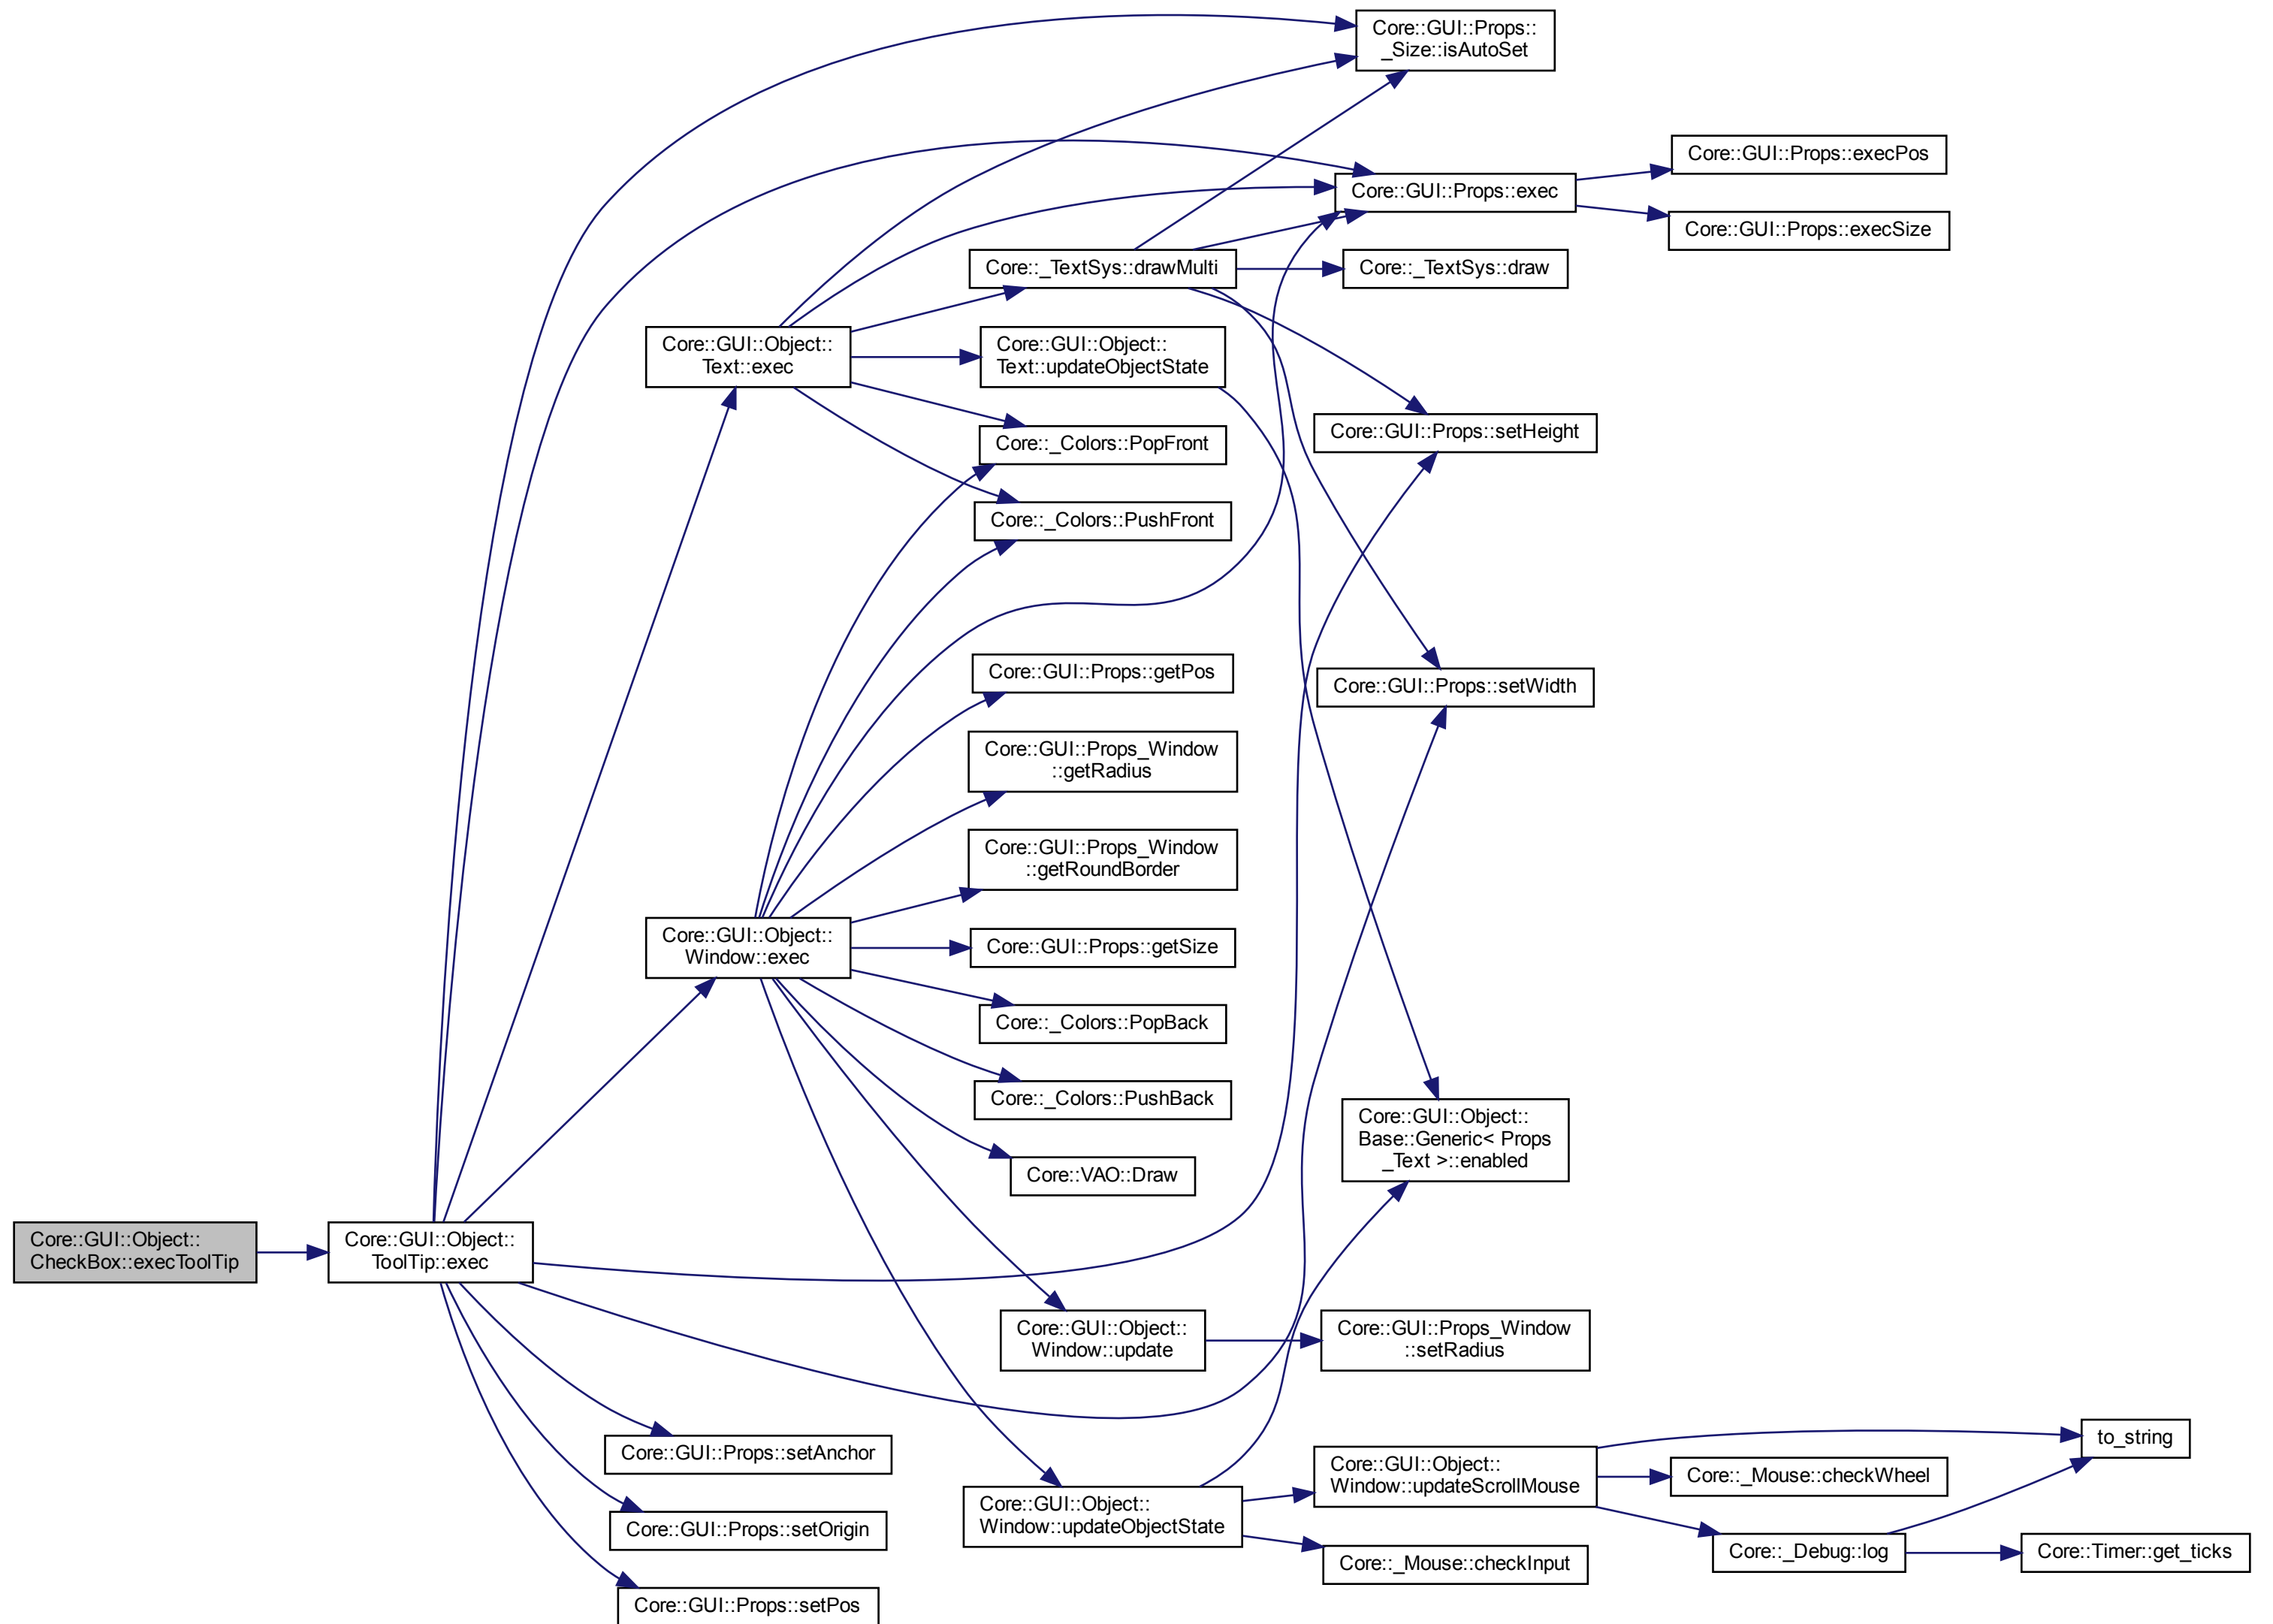 Core::GUI::Props::
_Size::isAutoSet
Core::GUI::Props::execPos
Core::GUI::Props::exec
Core::GUI::Props::execSize
Core::_TextSys::drawMulti
Core::_TextSys::draw
Core::GUI::Object::
Text::exec
Core::GUI::Object::
Text::updateObjectState
Core::_Colors::PopFront
Core::GUI::Props::setHeight
Core::_Colors::PushFront
Core::GUI::Props::getPos
Core::GUI::Props::setWidth
Core::GUI::Props_Window
::getRadius
Core::GUI::Props_Window
::getRoundBorder
Core::GUI::Object::
Window::exec
Core::GUI::Props::getSize
Core::_Colors::PopBack
Core::_Colors::PushBack
Core::GUI::Object::
Base::Generic< Props
_Text >::enabled
Core::VAO::Draw
Core::GUI::Object::
CheckBox::execToolTip
Core::GUI::Object::
ToolTip::exec
Core::GUI::Object::
Window::update
Core::GUI::Props_Window
::setRadius
Core::GUI::Props::setAnchor
to_string
Core::GUI::Object::
Window::updateScrollMouse
Core::_Mouse::checkWheel
Core::GUI::Props::setOrigin
Core::GUI::Object::
Window::updateObjectState
Core::_Debug::log
Core::Timer::get_ticks
Core::_Mouse::checkInput
Core::GUI::Props::setPos